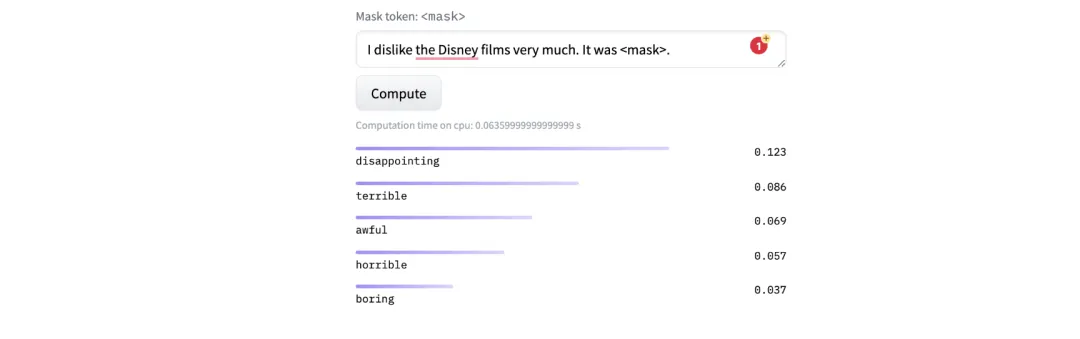 Mask token: <mask>
I dislike the Disney films very much. It was <mask>.
1
Compute
Computation time on cpu: 0.06359999999999999 s
disappointing 0.123
terrible 0.086
awful 0.069
horrible 0.057
boring 0.037